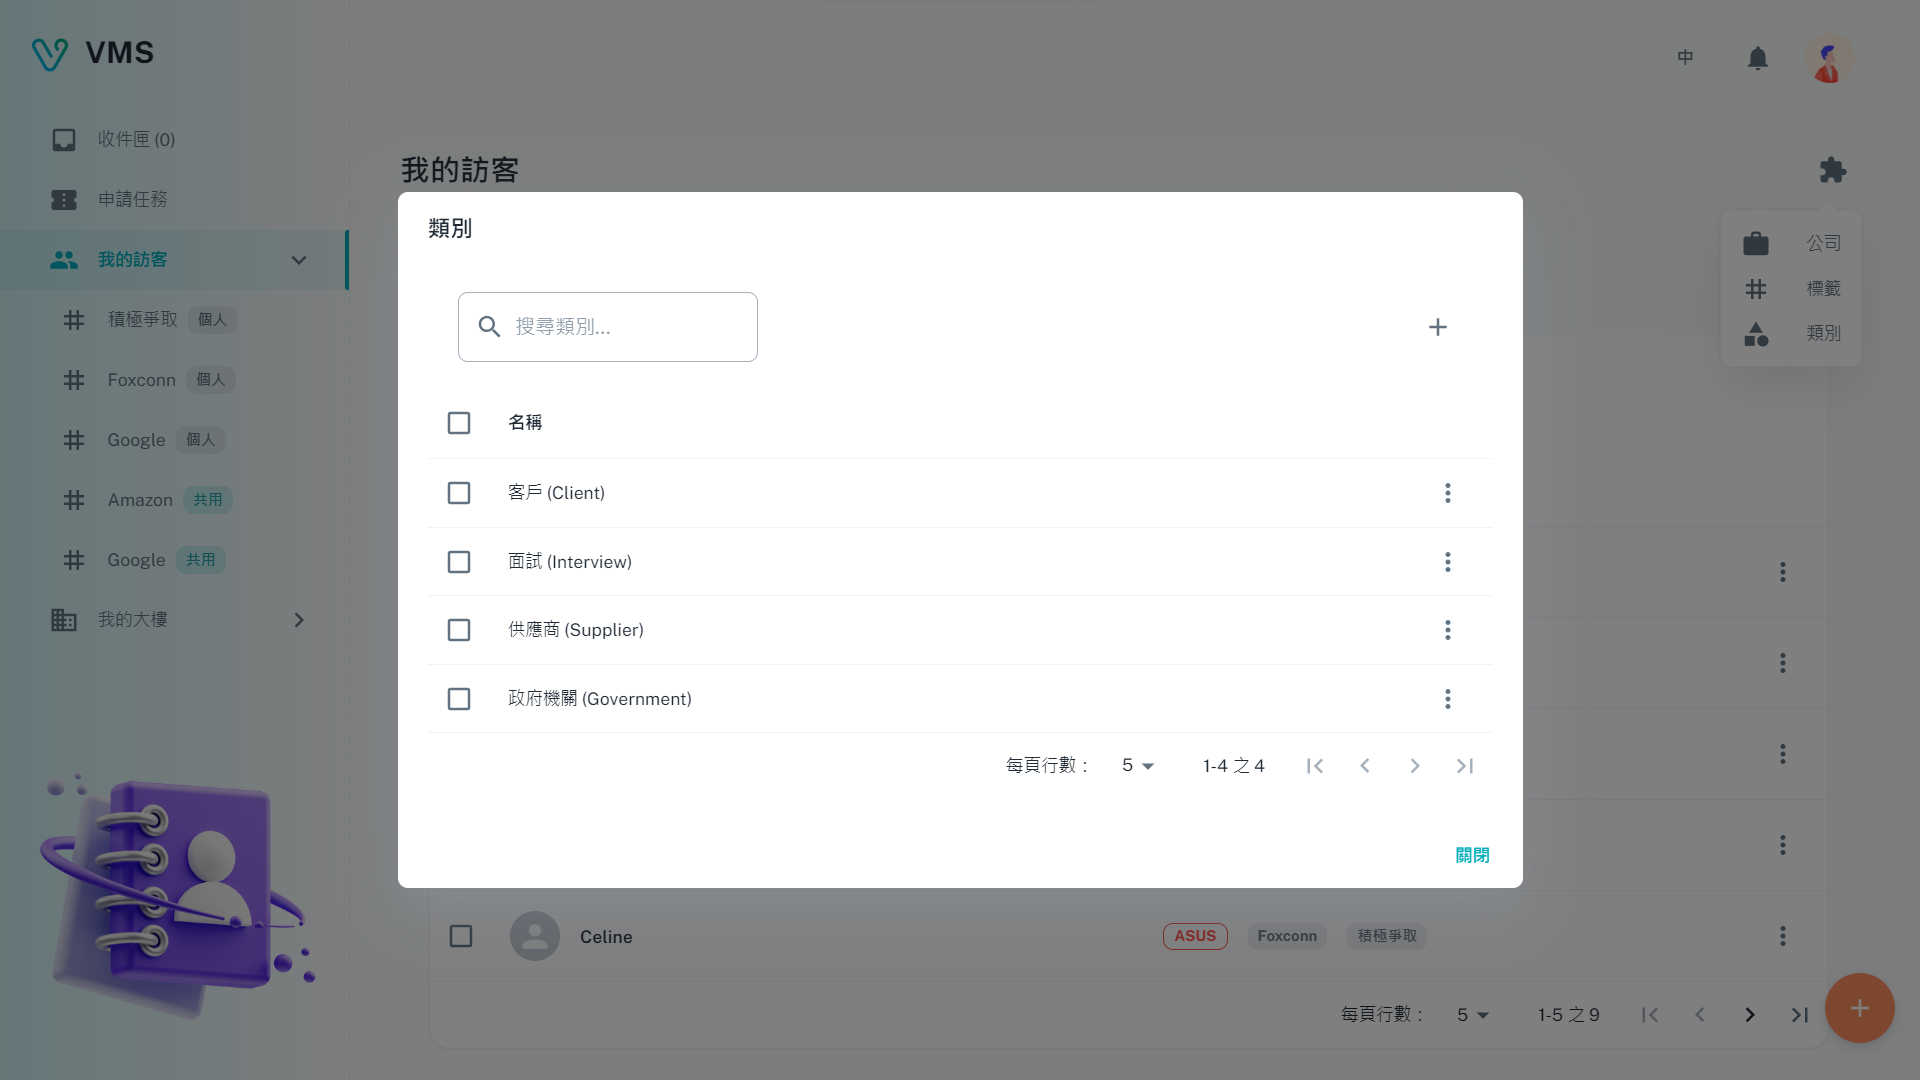 VMS
中
收件匣 (0)
申請任務
我的訪客
積極爭取 個人
Foxconn 個人
Google 個人
Amazon 共用
Google 共用
我的大樓
我的訪客
公司
標籤
類別
類別
搜尋類別...
名稱
客戶 (Client)
面試 (Interview)
供應商 (Supplier)
政府機關 (Government)
每頁行數： 5 1-4 之 4
關閉
Celine ASUS Foxconn 積極爭取
每頁行數： 5 1-5 之 9